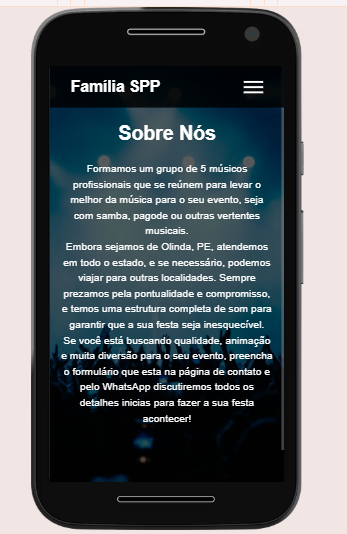 Família SPP
Sobre Nós
Formamos um grupo de 5 músicos
profissionais que se reúnem para levar o
melhor da música para o seu evento, seja
com samba, pagode ou outras vertentes
musicais.
Embora sejamos de Olinda, PE, atendemos
em todo o estado, e se necessário, podemos
viajar para outras localidades. Sempre
prezamos pela pontualidade e compromisso,
e temos uma estrutura completa de som para
garantir que a sua festa seja inesquecível.
Se você está buscando qualidade, animação
e muita diversão para o seu evento, preencha
o formulário que esta na página de contato e
pelo WhatsApp discutiremos todos os
detalhes inicias para fazer a sua festa
acontecer!